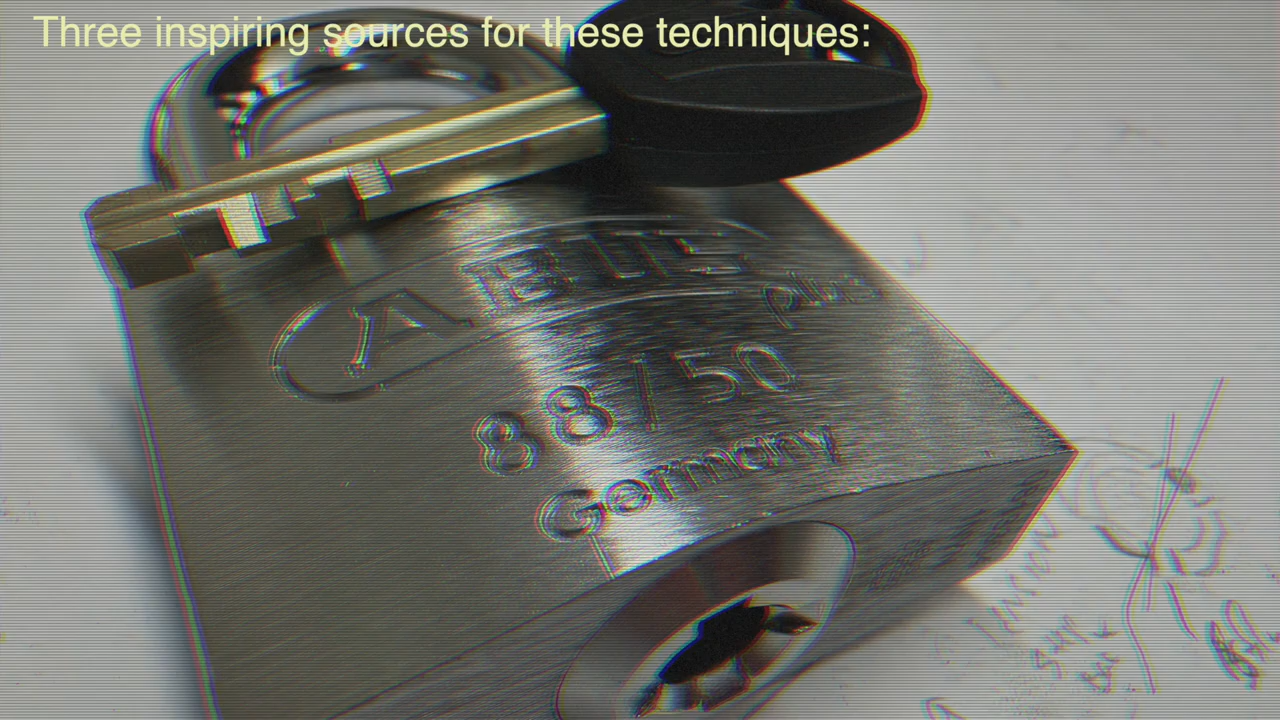 Three inspiring sources for these techniques:
ABUS
plus
88/50
Germany